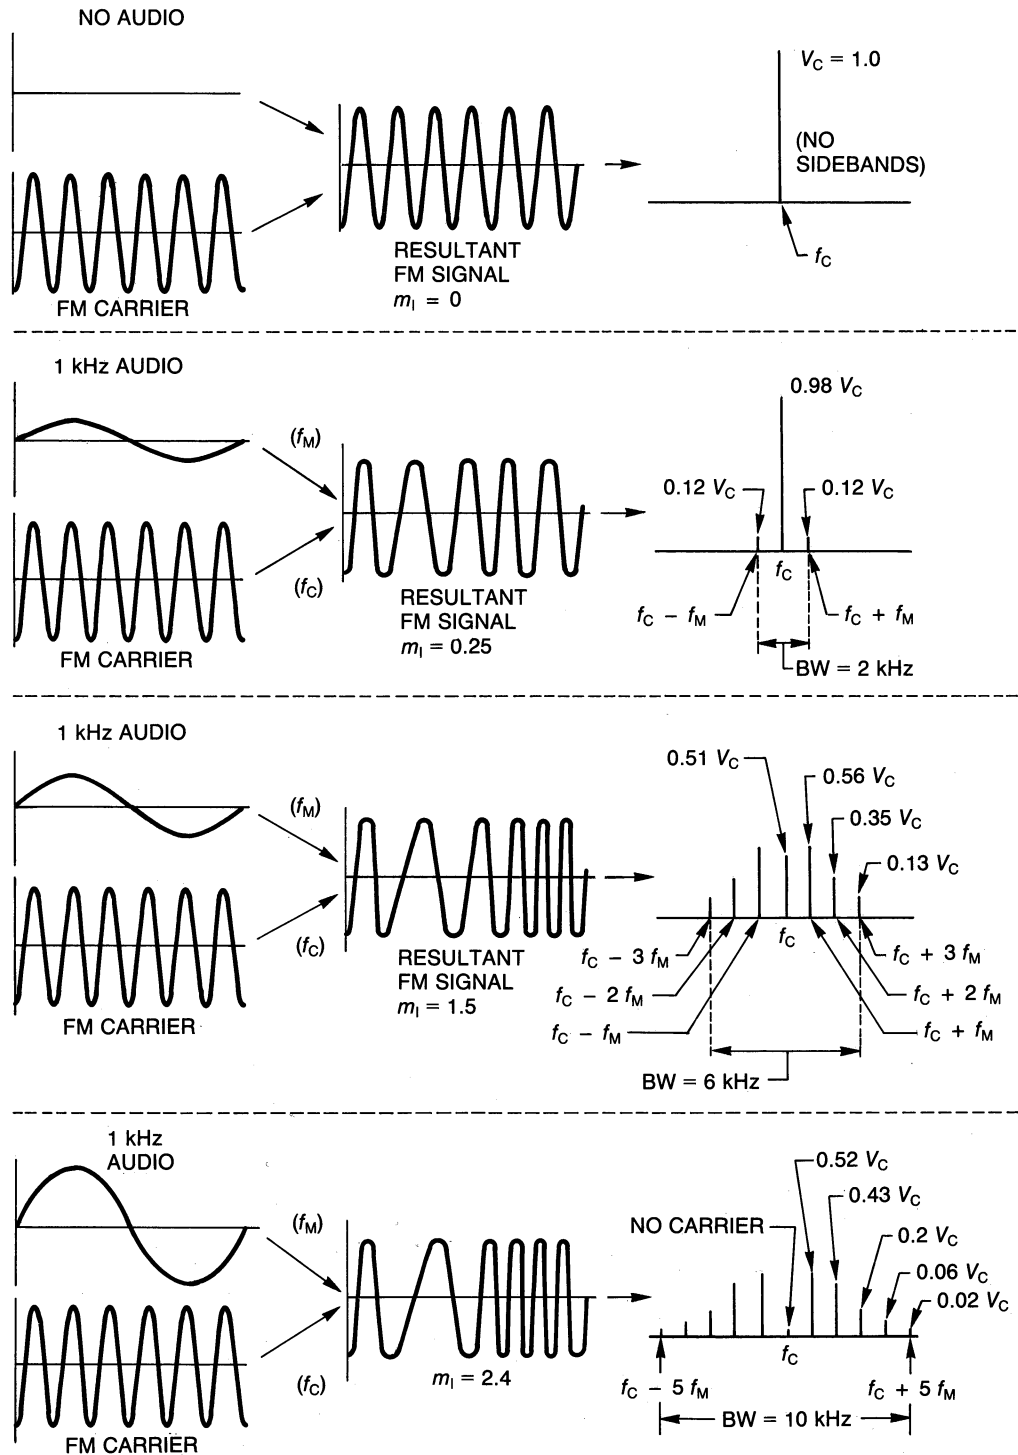 NO AUDIO
V_C = 1.0
(NO
SIDEBANDS)
f_C
RESULTANT
FM SIGNAL
m_I = 0
FM CARRIER
1 kHz AUDIO
(f_M)
(f_C)
RESULTANT
FM SIGNAL
m_I = 0.25
FM CARRIER
0.98 V_C
0.12 V_C
0.12 V_C
f_C
f_C − f_M
f_C + f_M
BW = 2 kHz
1 kHz AUDIO
(f_M)
(f_C)
RESULTANT
FM SIGNAL
m_I = 1.5
FM CARRIER
0.51 V_C
0.56 V_C
0.35 V_C
0.13 V_C
f_C
f_C − 3 f_M
f_C + 3 f_M
f_C − 2 f_M
f_C + 2 f_M
f_C − f_M
f_C + f_M
BW = 6 kHz
1 kHz
AUDIO
(f_M)
(f_C)
m_I = 2.4
FM CARRIER
0.52 V_C
0.43 V_C
NO CARRIER
0.2 V_C
0.06 V_C
0.02 V_C
f_C
f_C − 5 f_M
f_C + 5 f_M
BW = 10 kHz